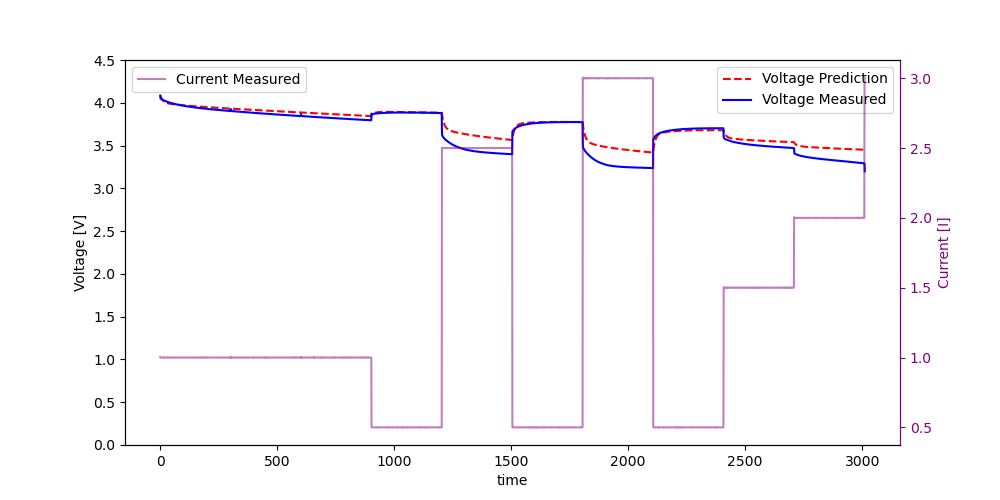 Current Measured
Voltage Prediction
Voltage Measured
Voltage [V]
4.5
4.0
3.5
3.0
2.5
2.0
1.5
1.0
0.5
0.0
3.0
2.5
2.0
1.5
1.0
0.5
Current [I]
0 500 1000 1500 2000 2500 3000
time